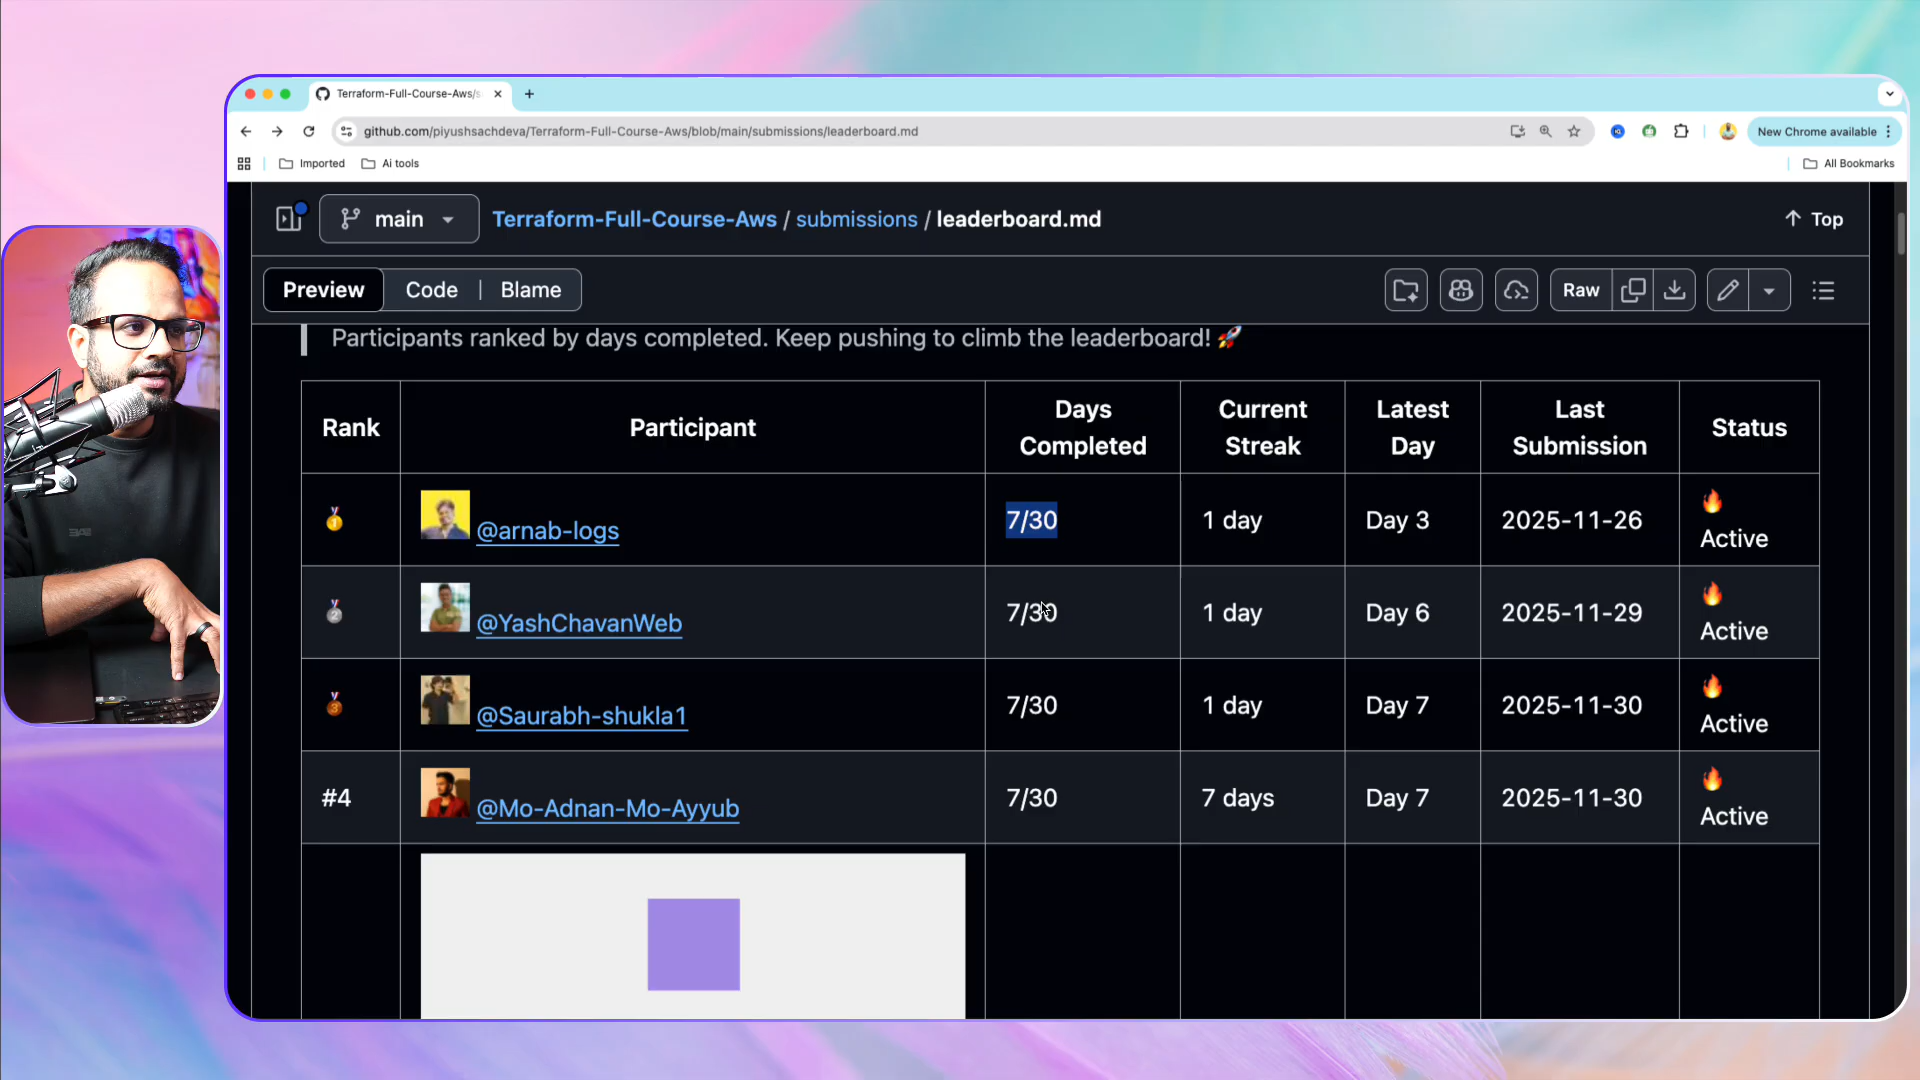 Terraform-Full-Course-Aws/s
github.com/piyushsachdeva/Terraform-Full-Course-Aws/blob/main/submissions/leaderboard.md
New Chrome available
Imported
Ai tools
All Bookmarks
main
Terraform-Full-Course-Aws / submissions / leaderboard.md
Top
Preview
Code
Blame
Raw
Participants ranked by days completed. Keep pushing to climb the leaderboard! 🚀
Rank
Participant
Days
Completed
Current
Streak
Latest
Day
Last
Submission
Status
🥇 @arnab-logs 7/30 1 day Day 3 2025-11-26 🔥
Active
🥈 @YashChavanWeb 7/30 1 day Day 6 2025-11-29 🔥
Active
🥉 @Saurabh-shukla1 7/30 1 day Day 7 2025-11-30 🔥
Active
#4 @Mo-Adnan-Mo-Ayyub 7/30 7 days Day 7 2025-11-30 🔥
Active